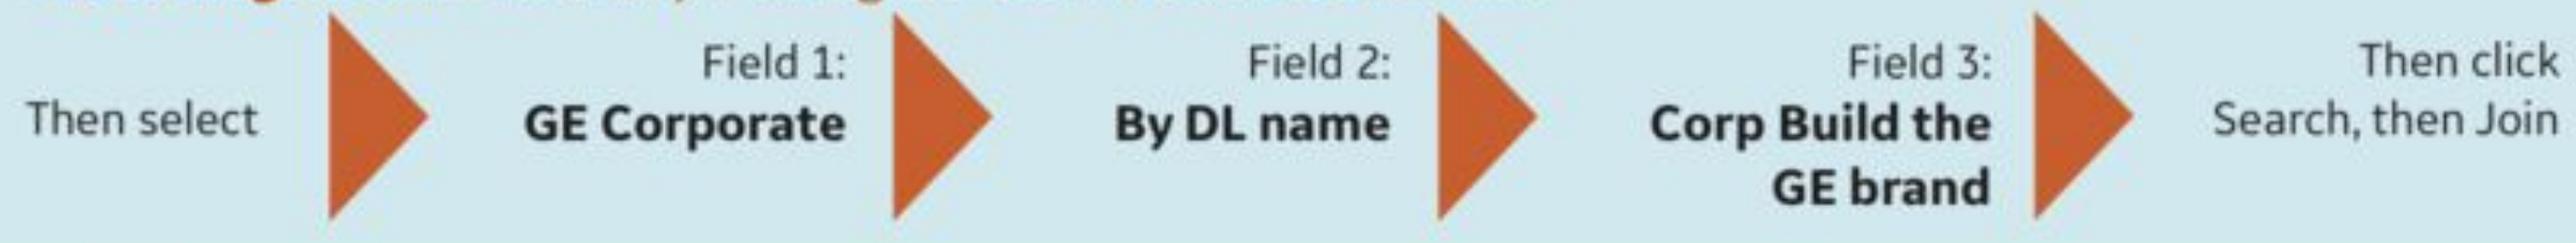 Then select
Field 1:
GE Corporate
Field 2:
By DL name
Field 3:
Corp Build the
GE brand
Then click
Search, then Join